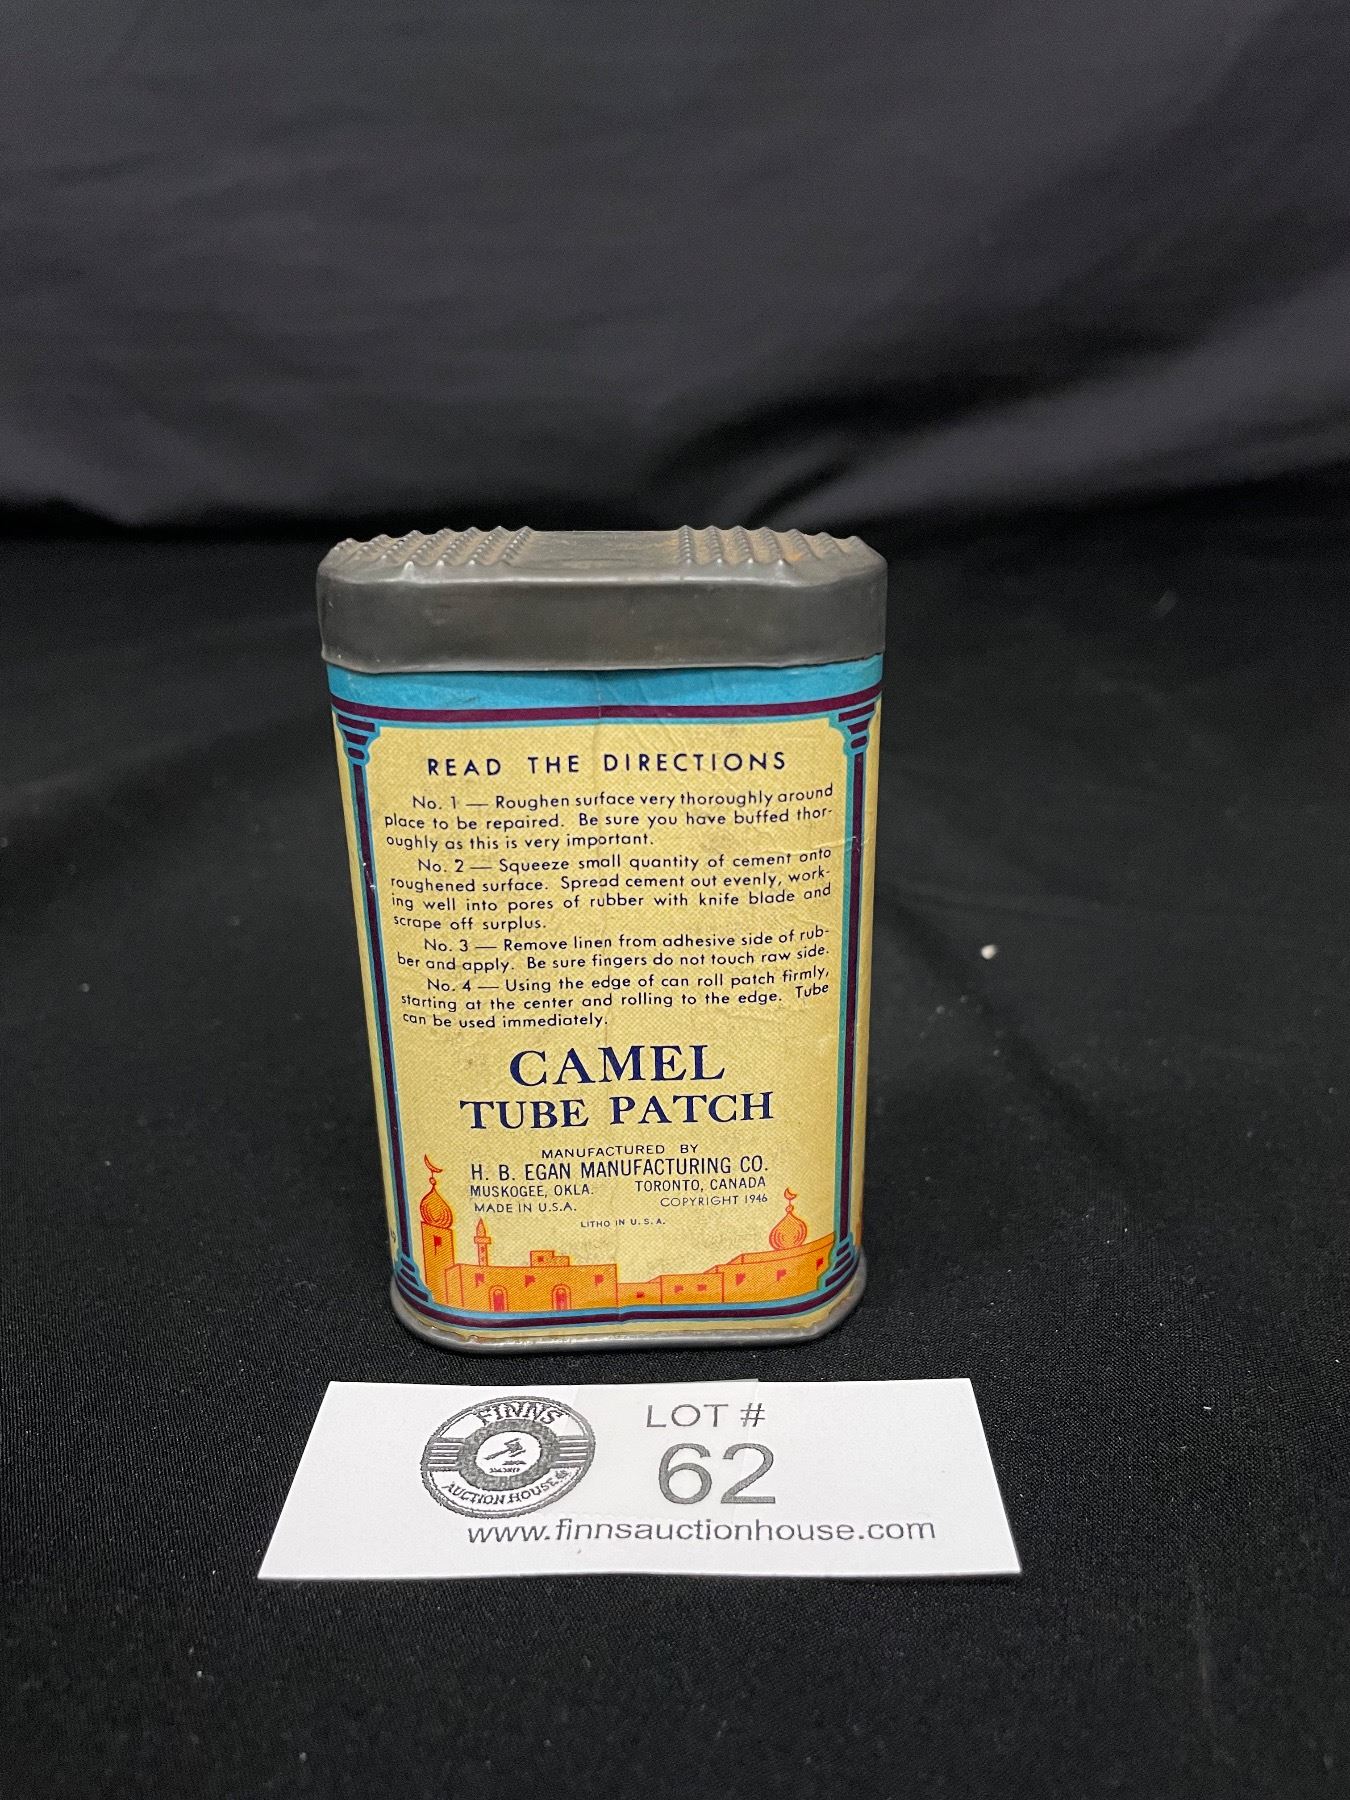 READ THE DIRECTIONS
No. 1 — Roughen surface very thoroughly around
place to be repaired. Be sure you have buffed thor-
oughly as this is very important.
No. 2 — Squeeze small quantity of cement onto
roughened surface. Spread cement out evenly, work-
ing well into pores of rubber with knife blade and
scrape off surplus.
No. 3 — Remove linen from adhesive side of rub-
ber and apply. Be sure fingers do not touch raw side.
No. 4 — Using the edge of can roll patch firmly,
starting at the center and rolling to the edge. Tube
can be used immediately.
CAMEL
TUBE PATCH
MANUFACTURED BY
H. B. EGAN MANUFACTURING CO.
MUSKOGEE, OKLA. TORONTO, CANADA
MADE IN U.S.A. COPYRIGHT 1946
LITHO IN U.S.A.
FINNS
AUCTION HOUSE
LOT #
62
www.finnsauctionhouse.com